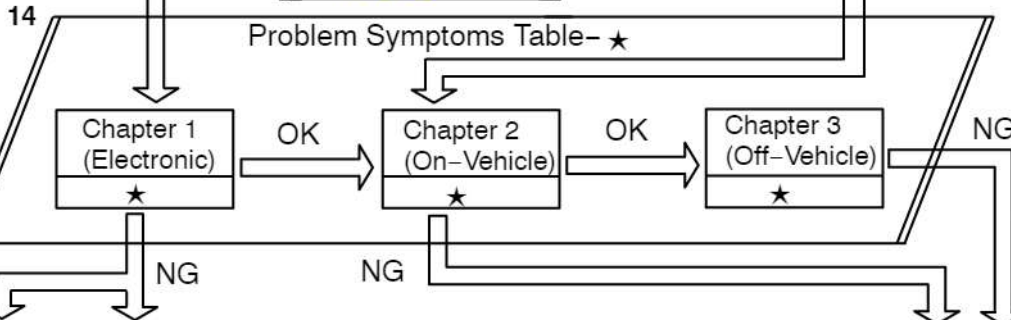 14
Problem Symptoms Table–★
Chapter 1
(Electronic)
★
OK
Chapter 2
(On–Vehicle)
★
OK
Chapter 3
(Off–Vehicle)
★
NG
NG
NG